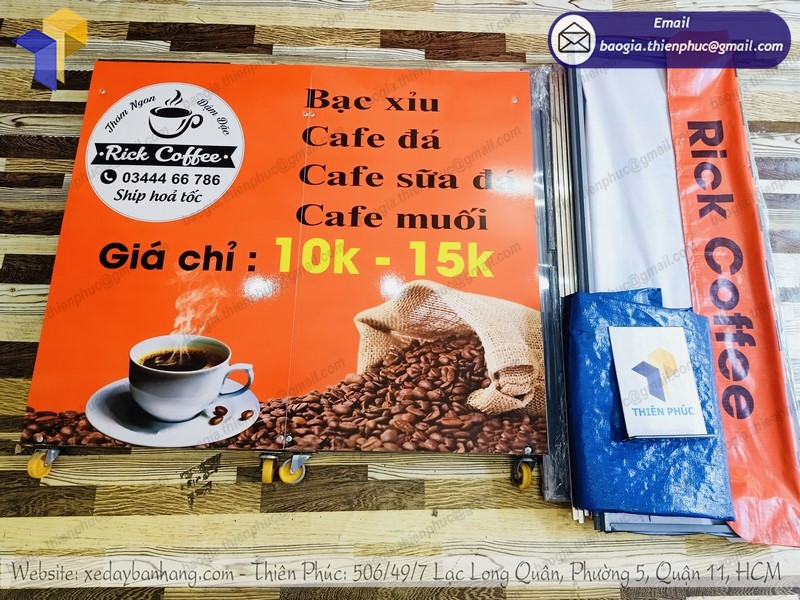 Email
baogia.thienphuc@gmail.com
Thơm Ngon Đậm Đặc
Rick Coffee
03444 66 786
Ship hoả tốc
Bạc xỉu
Cafe đá
Cafe sữa đá
Cafe muối
Giá chỉ : 10k - 15k
Rick Coffee
THIÊN PHÚC
Website: xedaybanhang.com - Thiên Phúc: 506/49/7 Lạc Long Quân, Phường 5, Quận 11, HCM